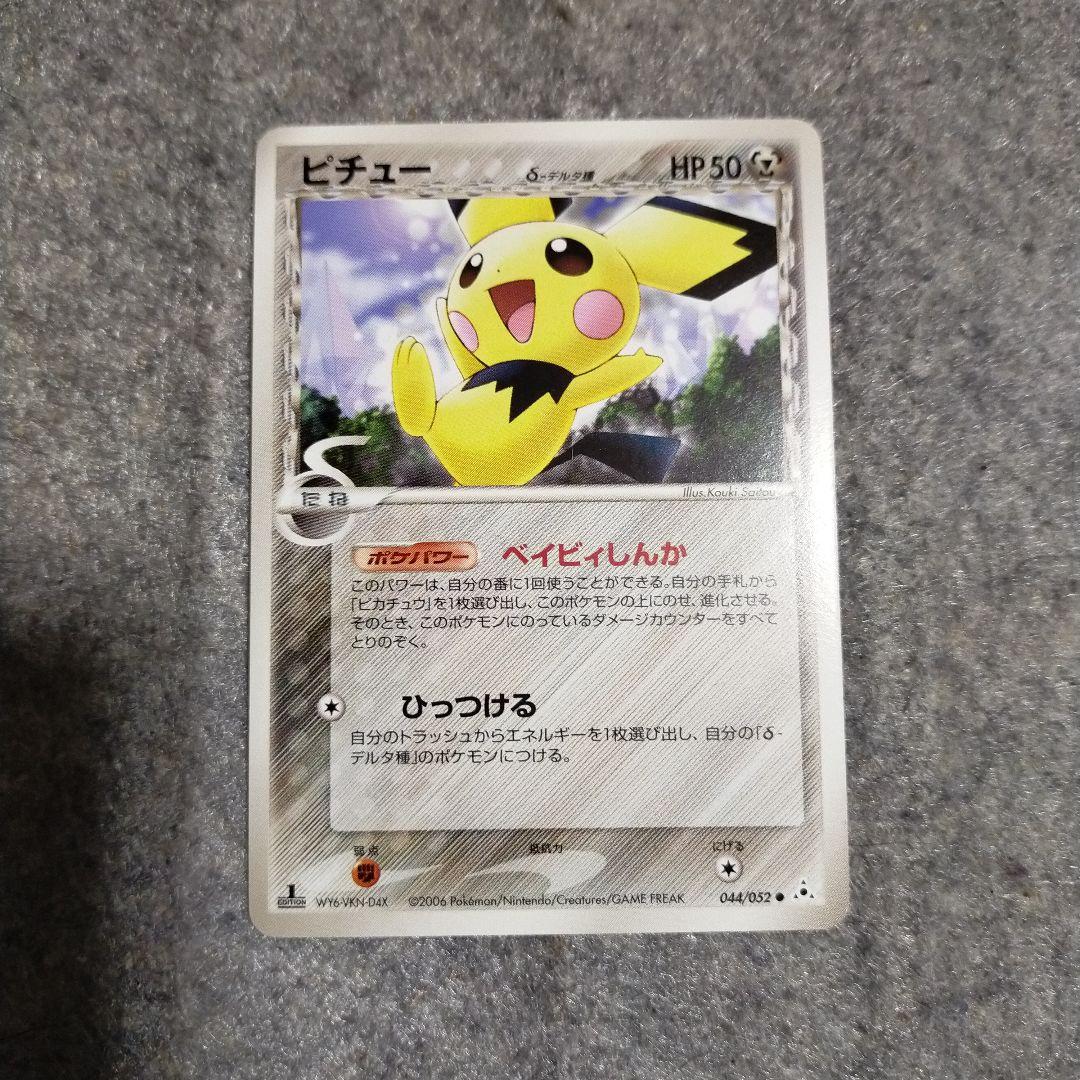 ピチュー δ-デルタ種 HP50
たね
Illus.Kouki Saitou
ポケパワー ベイビィしんか
このパワーは、自分の番に1回使うことができる。自分の手札から
「ピカチュウ」を1枚選び出し、このポケモンの上にのせ、進化させる。
そのとき、このポケモンにのっているダメージカウンターをすべて
とりのぞく。
ひっつける
自分のトラッシュからエネルギーを1枚選び出し、自分の「δ-
デルタ種」のポケモンにつける。
弱点 抵抗力 にげる
1 EDITION WY6-VKN-D4X ©2006 Pokémon/Nintendo/Creatures/GAME FREAK 044/052